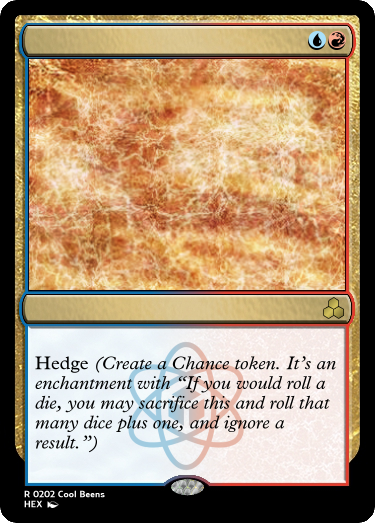 Hedge (Create a Chance token. It's an
enchantment with “If you would roll a
die, you may sacrifice this and roll that
many dice plus one, and ignore a
result.”)
R 0202 Cool Beens
HEX